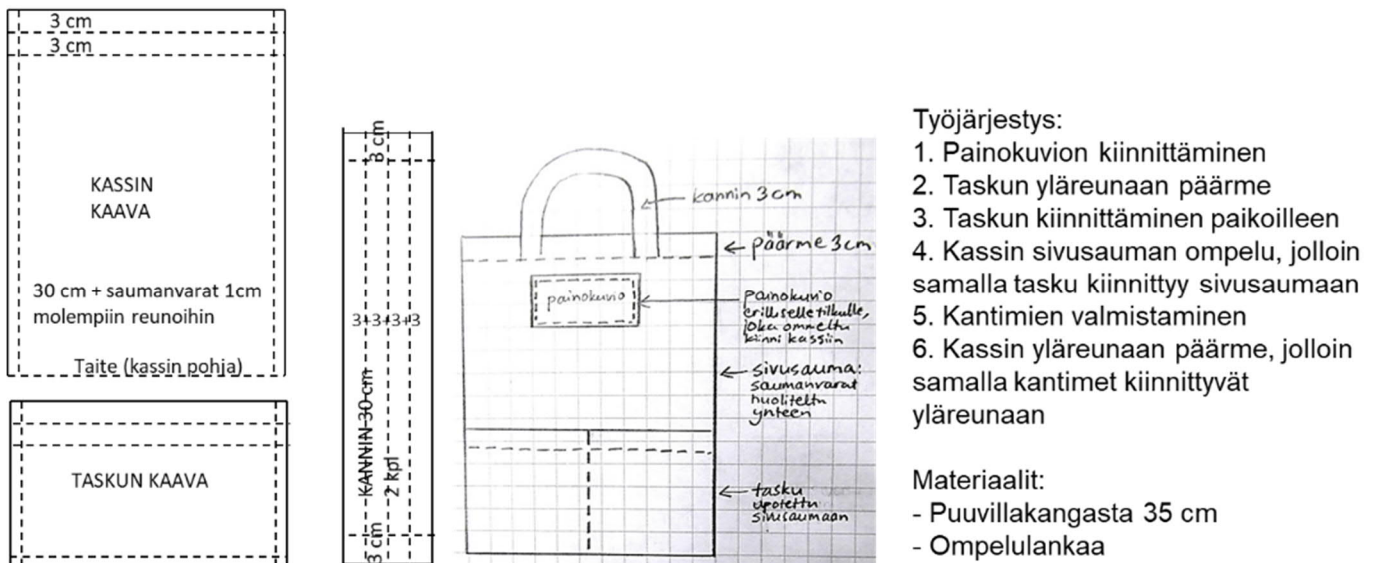 3 cm
3 cm
KASSIN
KAAVA
30 cm + saumanvarat 1cm
molempiin reunoihin
Taite (kassin pohja)
TASKUN KAAVA
3 cm
3+3+3+3
KANNIN 30 cm
2 kpl
3 cm
kannin 3 cm
päärme 3 cm
painokuvio
painokuvio
erilliselle tilkulle,
joka ommeltu
kiinni kassiin
sivusauma:
saumanvarat
huoliteltu
yhteen
tasku
upotettu
sivusaumaan
Työjärjestys:
1. Painokuvion kiinnittäminen
2. Taskun yläreunaan päärme
3. Taskun kiinnittäminen paikoilleen
4. Kassin sivusauman ompelu, jolloin
samalla tasku kiinnittyy sivusaumaan
5. Kantimien valmistaminen
6. Kassin yläreunaan päärme, jolloin
samalla kantimet kiinnittyvät
yläreunaan
Materiaalit:
- Puuvillakangasta 35 cm
- Ompelulankaa